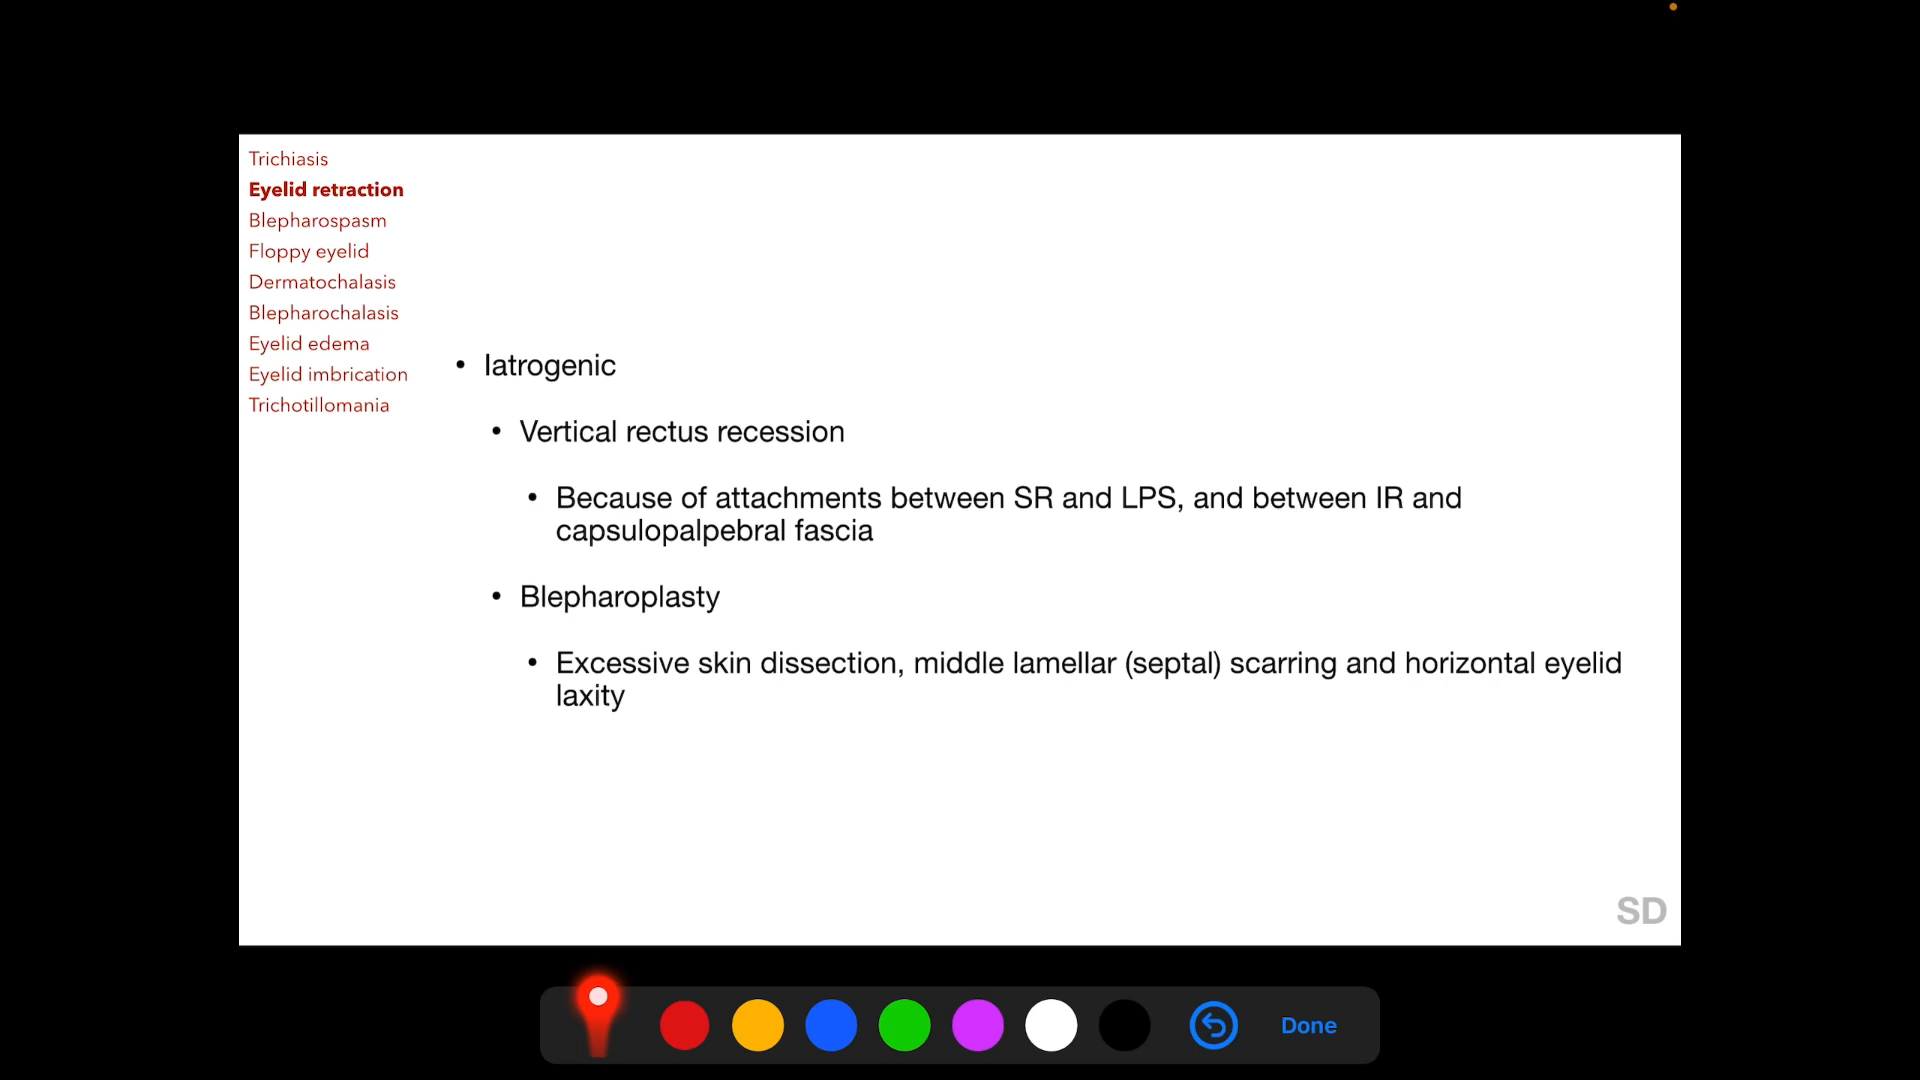 Trichiasis
Eyelid retraction
Blepharospasm
Floppy eyelid
Dermatochalasis
Blepharochalasis
Eyelid edema
Eyelid imbrication
Trichotillomania
• Iatrogenic
• Vertical rectus recession
• Because of attachments between SR and LPS, and between IR and
capsulopalpebral fascia
• Blepharoplasty
• Excessive skin dissection, middle lamellar (septal) scarring and horizontal eyelid
laxity
SD
Done